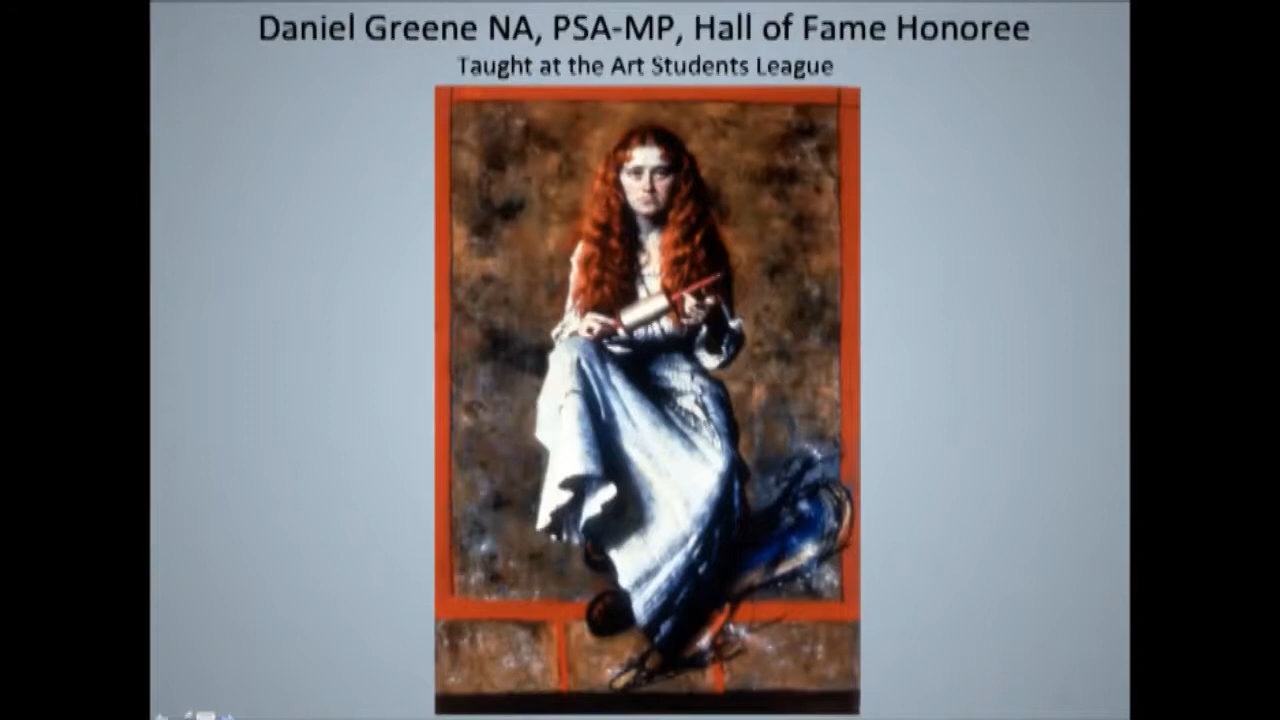 Daniel Greene NA, PSA-MP, Hall of Fame Honoree
Taught at the Art Students League